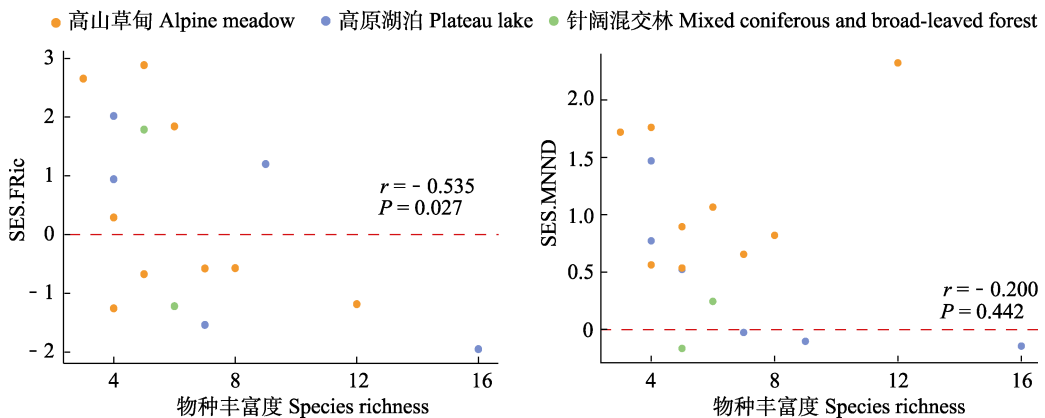 高山草甸 Alpine meadow 高原湖泊 Plateau lake 针阔混交林 Mixed coniferous and broad-leaved forest
SES.FRic
3
2
1
0
- 1
- 2
r = - 0.535
P = 0.027
4 8 12 16
物种丰富度 Species richness
SES.MNND
2.0
1.5
1.0
0.5
0
r = - 0.200
P = 0.442
4 8 12 16
物种丰富度 Species richness